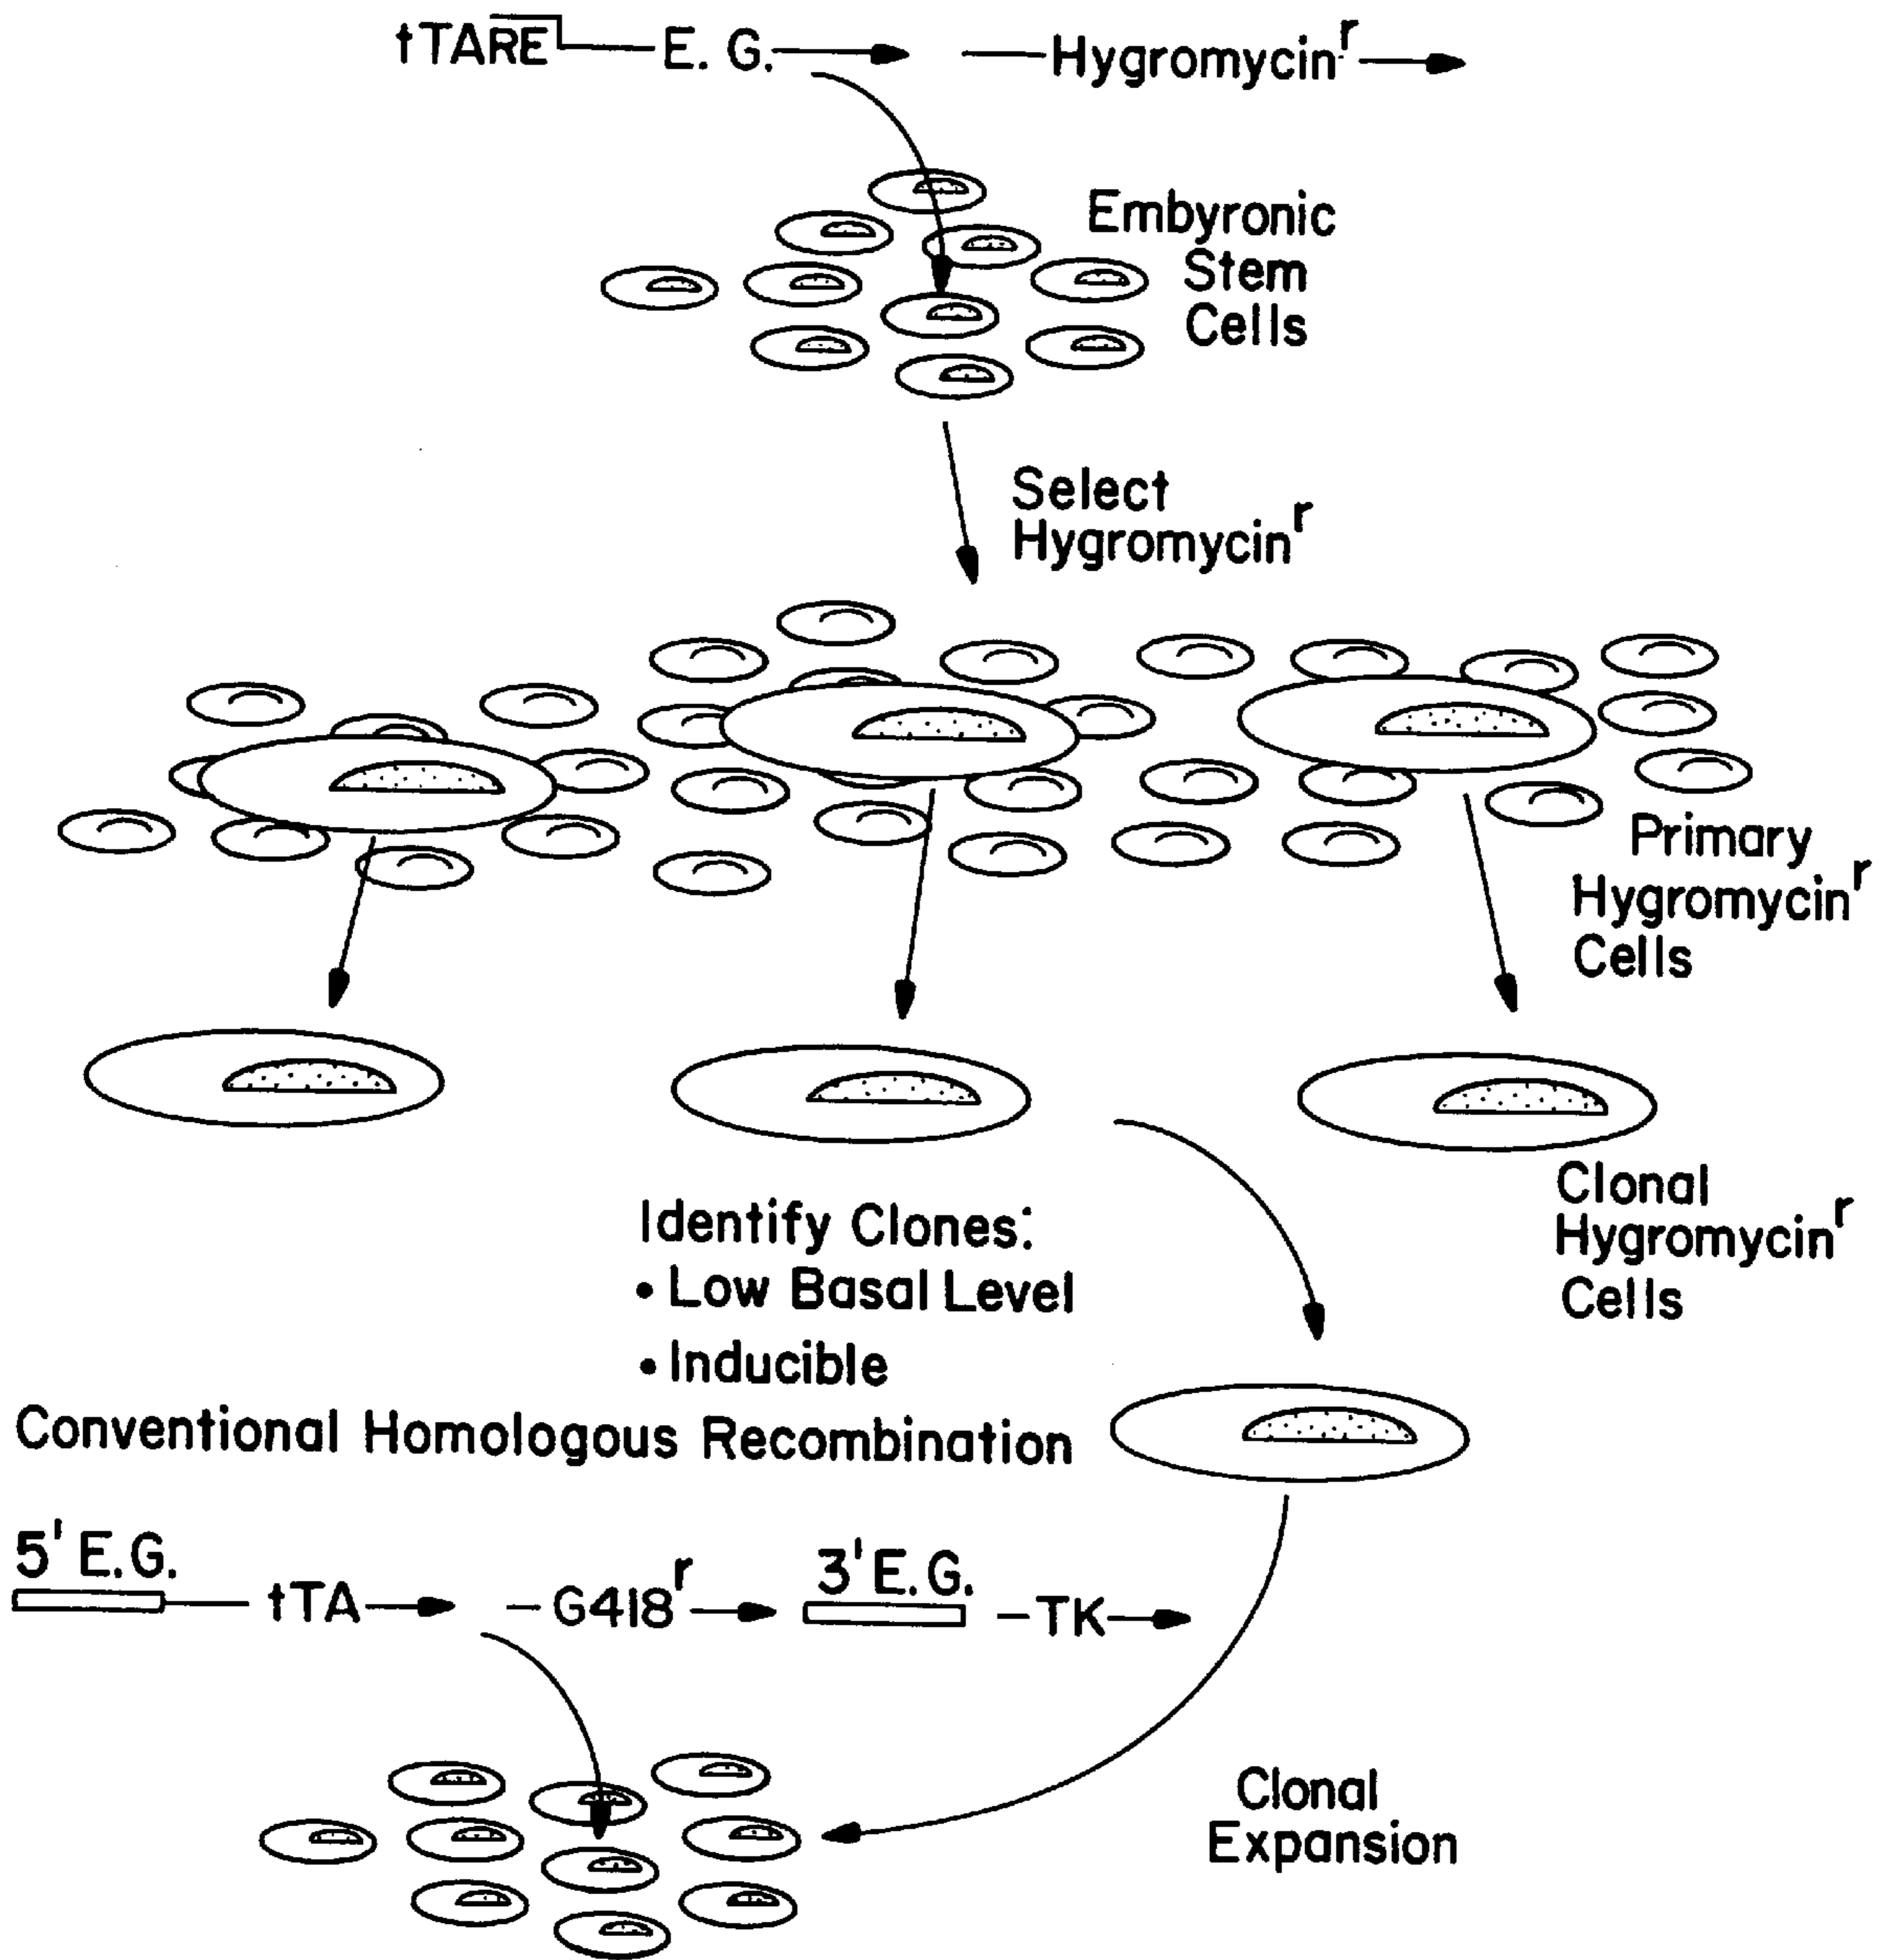 tTARE E. G. Hygromycin^r
Embyronic
Stem
Cells
Select
Hygromycin^r
Primary
Hygromycin^r
Cells
Clonal
Hygromycin^r
Cells
Identify Clones:
• Low Basal Level
• Inducible
Conventional Homologous Recombination
5' E.G.
3' E.G.
tTA – G418^r – TK
Clonal
Expansion